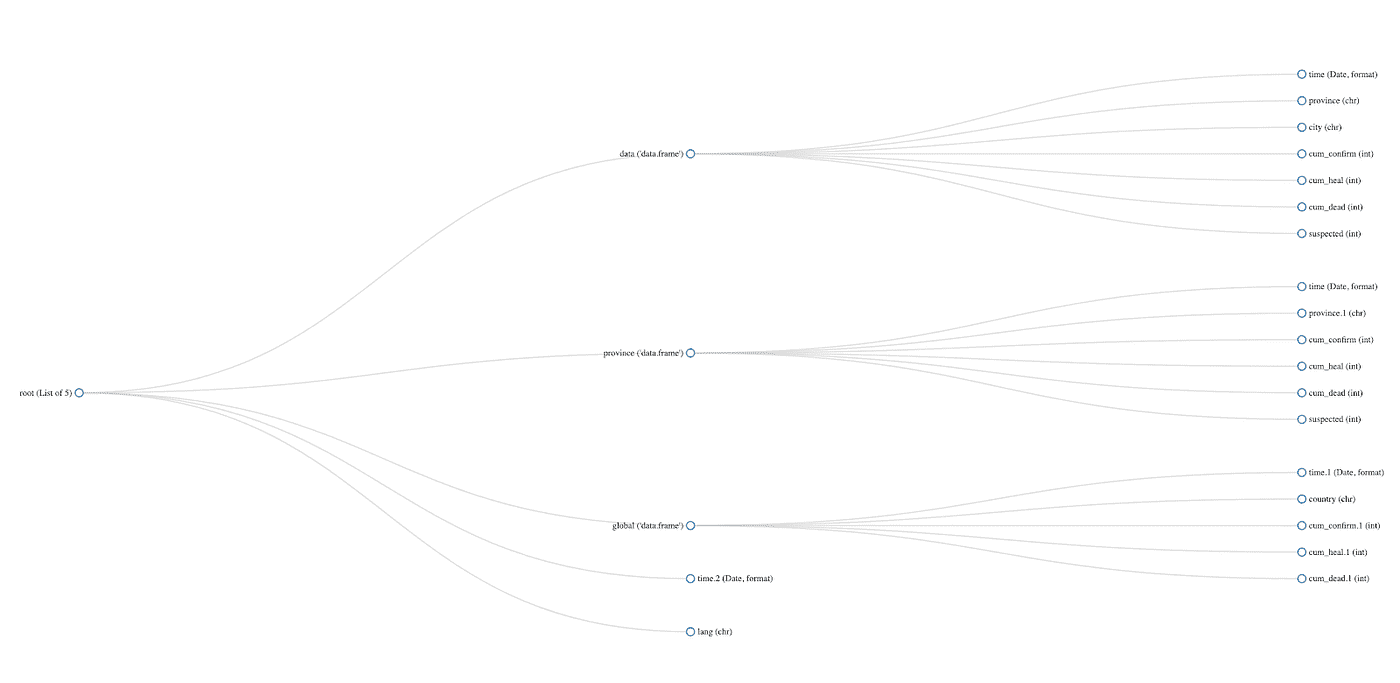 root (List of 5)
data ('data.frame')
time (Date, format)
province (chr)
city (chr)
cum_confirm (int)
cum_heal (int)
cum_dead (int)
suspected (int)
province ('data.frame')
time (Date, format)
province.1 (chr)
cum_confirm (int)
cum_heal (int)
cum_dead (int)
suspected (int)
global ('data.frame')
time.1 (Date, format)
country (chr)
cum_confirm.1 (int)
cum_heal.1 (int)
cum_dead.1 (int)
time.2 (Date, format)
lang (chr)